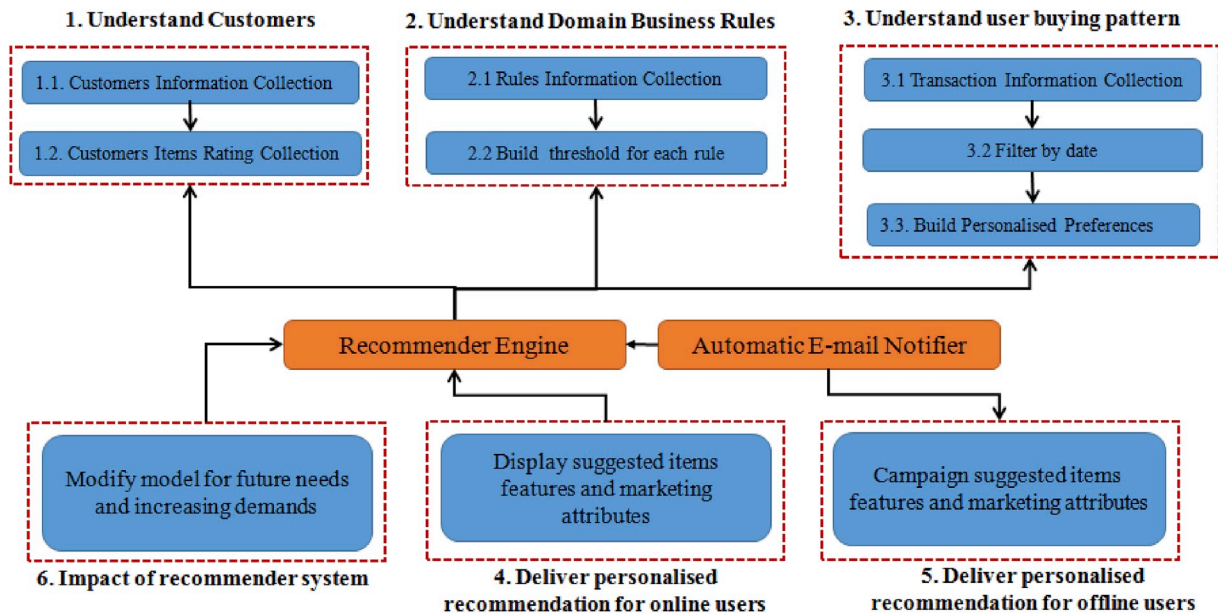 1. Understand Customers
1.1. Customers Information Collection
1.2. Customers Items Rating Collection
2. Understand Domain Business Rules
2.1 Rules Information Collection
2.2 Build threshold for each rule
3. Understand user buying pattern
3.1 Transaction Information Collection
3.2 Filter by date
3.3. Build Personalised Preferences
Recommender Engine
Automatic E-mail Notifier
Modify model for future needs
and increasing demands
6. Impact of recommender system
Display suggested items
features and marketing
attributes
4. Deliver personalised
recommendation for online users
Campaign suggested items
features and marketing attributes
5. Deliver personalised
recommendation for offline users